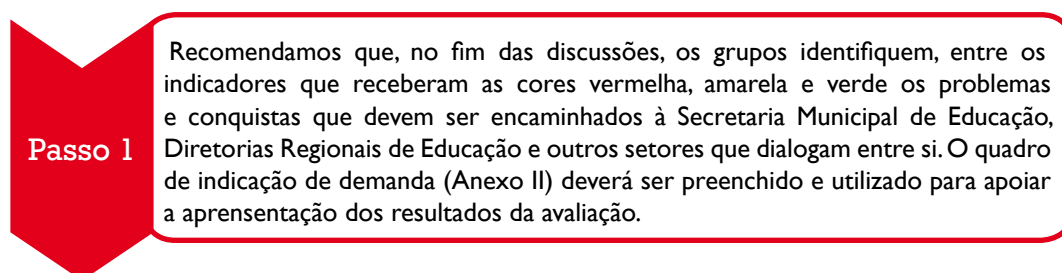 Passo 1
Recomendamos que, no fim das discussões, os grupos identifiquem, entre os
indicadores que receberam as cores vermelha, amarela e verde os problemas
e conquistas que devem ser encaminhados à Secretaria Municipal de Educação,
Diretorias Regionais de Educação e outros setores que dialogam entre si. O quadro
de indicação de demanda (Anexo II) deverá ser preenchido e utilizado para apoiar
a aprensentação dos resultados da avaliação.